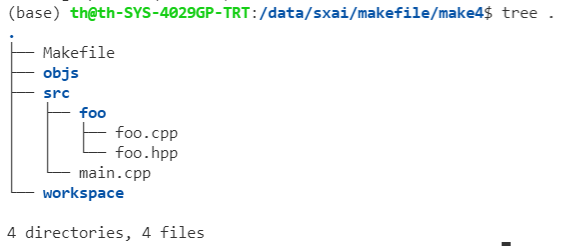 (base) th@th-SYS-4029GP-TRT:/data/sxai/makefile/make4$ tree .
.
├── Makefile
├── objs
├── src
│   ├── foo
│   │   ├── foo.cpp
│   │   └── foo.hpp
│   └── main.cpp
└── workspace
4 directories, 4 files